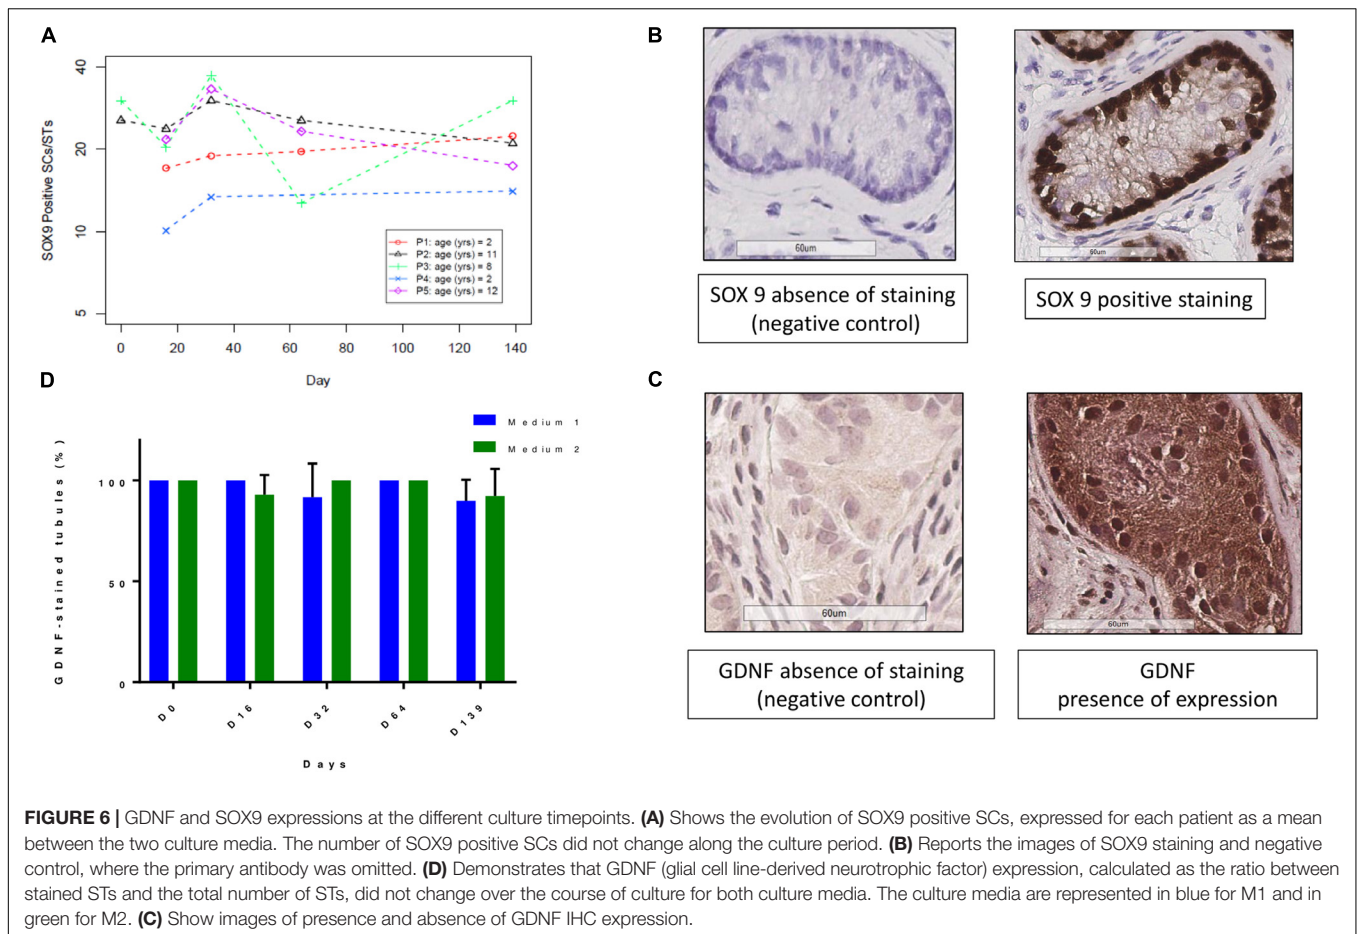 A
SOX9 Positive SCs/STs
40
20
10
5
P1: age (yrs) = 2
P2: age (yrs) = 11
P3: age (yrs) = 8
P4: age (yrs) = 2
P5: age (yrs) = 12
0 20 40 60 80 100 120 140
Day
B
60um
60um
SOX 9 absence of staining
(negative control)
SOX 9 positive staining
D
Medium 1
Medium 2
GDNF-stained tubules (%)
100
50
0
D0 D16 D32 D64 D139
Days
C
60um
60um
GDNF absence of staining
(negative control)
GDNF
presence of expression
FIGURE 6 | GDNF and SOX9 expressions at the different culture timepoints. (A) Shows the evolution of SOX9 positive SCs, expressed for each patient as a mean
between the two culture media. The number of SOX9 positive SCs did not change along the culture period. (B) Reports the images of SOX9 staining and negative
control, where the primary antibody was omitted. (D) Demonstrates that GDNF (glial cell line-derived neurotrophic factor) expression, calculated as the ratio between
stained STs and the total number of STs, did not change over the course of culture for both culture media. The culture media are represented in blue for M1 and in
green for M2. (C) Show images of presence and absence of GDNF IHC expression.